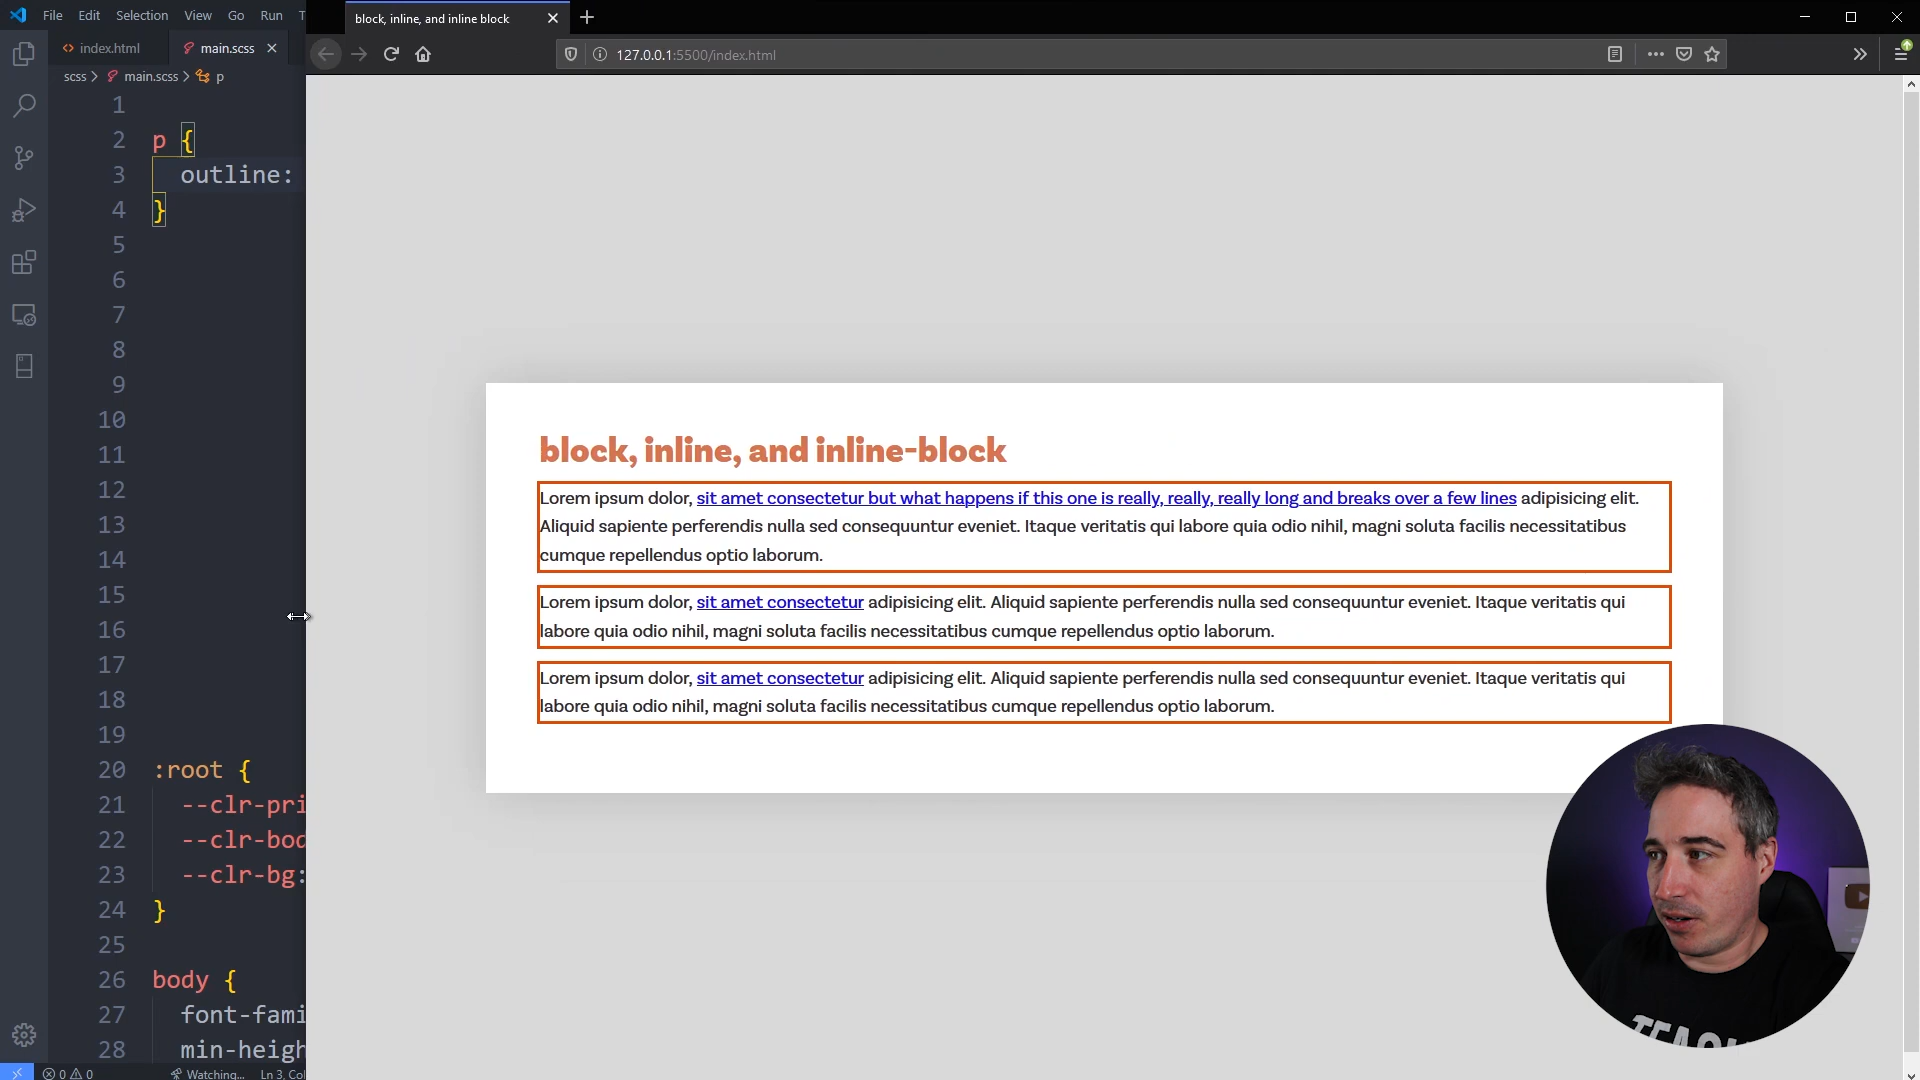 File Edit Selection View Go Run T
block, inline, and inline block
index.html
main.scss
127.0.0.1:5500/index.html
scss > main.scss > p
1
2 p {
3 outline:
4 }
5
6
7
8
9
10
11
12
13
14
15
16
17
18
19
20 :root {
21 --clr-pri
22 --clr-bod
23 --clr-bg:
24 }
25
26 body {
27 font-fami
28 min-heigh
0 0 Watching... Ln 3, Col
block, inline, and inline-block
Lorem ipsum dolor, sit amet consectetur but what happens if this one is really, really, really long and breaks over a few lines adipisicing elit.
Aliquid sapiente perferendis nulla sed consequuntur eveniet. Itaque veritatis qui labore quia odio nihil, magni soluta facilis necessitatibus
cumque repellendus optio laborum.
Lorem ipsum dolor, sit amet consectetur adipisicing elit. Aliquid sapiente perferendis nulla sed consequuntur eveniet. Itaque veritatis qui
labore quia odio nihil, magni soluta facilis necessitatibus cumque repellendus optio laborum.
Lorem ipsum dolor, sit amet consectetur adipisicing elit. Aliquid sapiente perferendis nulla sed consequuntur eveniet. Itaque veritatis qui
labore quia odio nihil, magni soluta facilis necessitatibus cumque repellendus optio laborum.